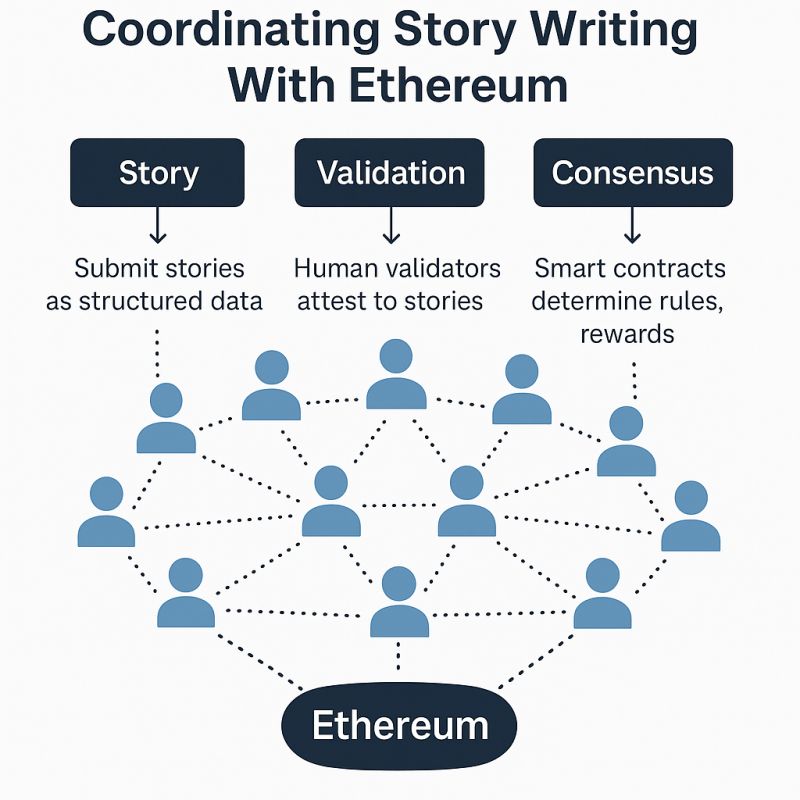 Coordinating Story Writing
With Ethereum
Story
Validation
Consensus
Submit stories
as structured data
Human validators
attest to stories
Smart contracts
determine rules,
rewards
Ethereum